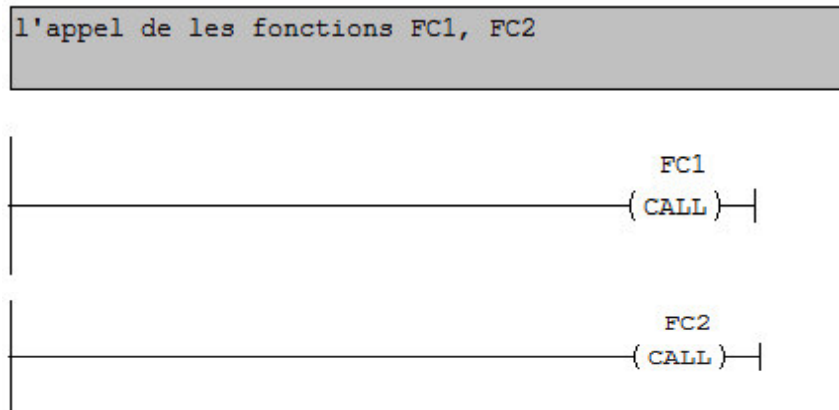 l'appel de les fonctions FC1, FC2
FC1
CALL
FC2
CALL